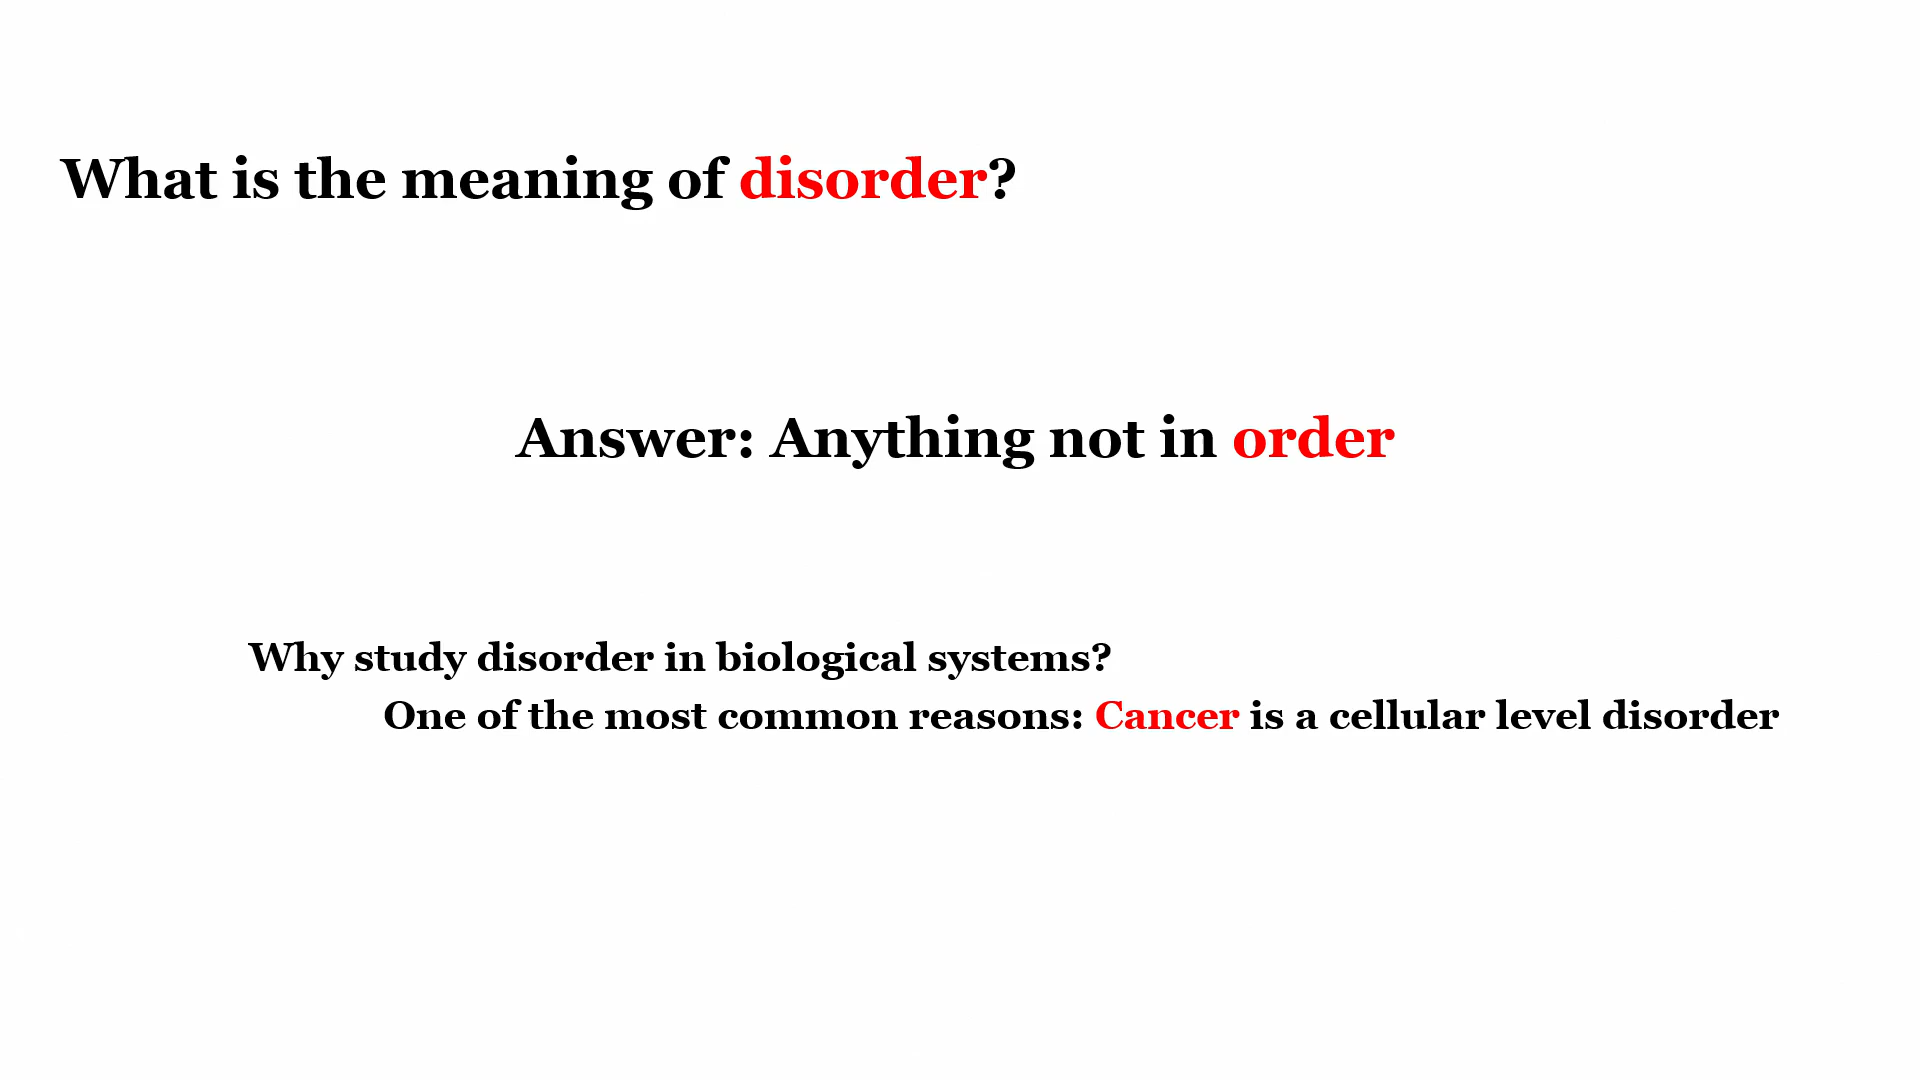 What is the meaning of disorder?
Answer: Anything not in order
Why study disorder in biological systems?
One of the most common reasons: Cancer is a cellular level disorder